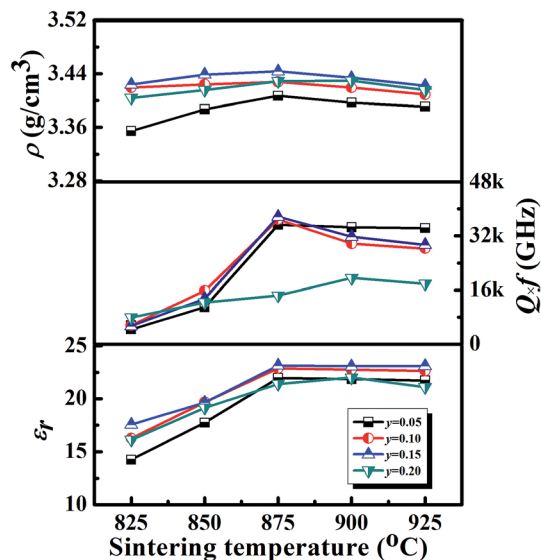 3.52
3.44
3.36
3.28
ρ (g/cm³)
48k
32k
16k
0
Q×f (GHz)
25
20
15
10
εr
y=0.05
y=0.10
y=0.15
y=0.20
825 850 875 900 925
Sintering temperature (⁰C)